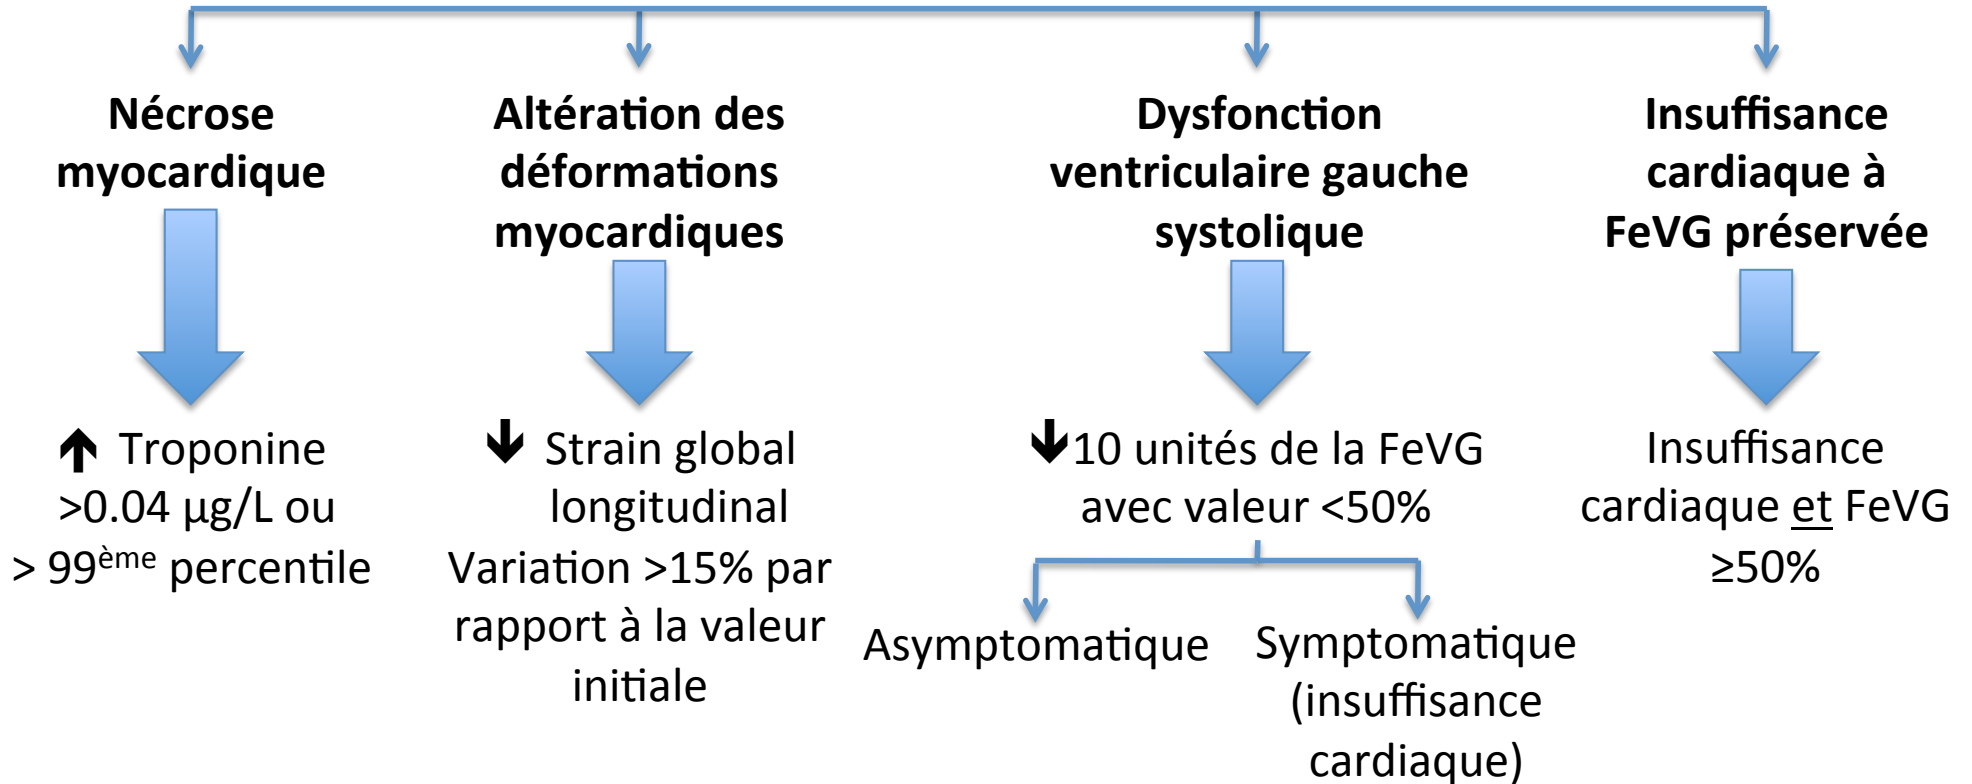 Nécrose
myocardique
Altération des
déformations
myocardiques
Dysfonction
ventriculaire gauche
systolique
Insuffisance
cardiaque à
FeVG préservée
↑ Troponine
>0.04 µg/L ou
> 99ème percentile
↓ Strain global
longitudinal
Variation >15% par
rapport à la valeur
initiale
↓10 unités de la FeVG
avec valeur <50%
Asymptomatique
Symptomatique
(insuffisance
cardiaque)
Insuffisance
cardiaque et FeVG
≥50%